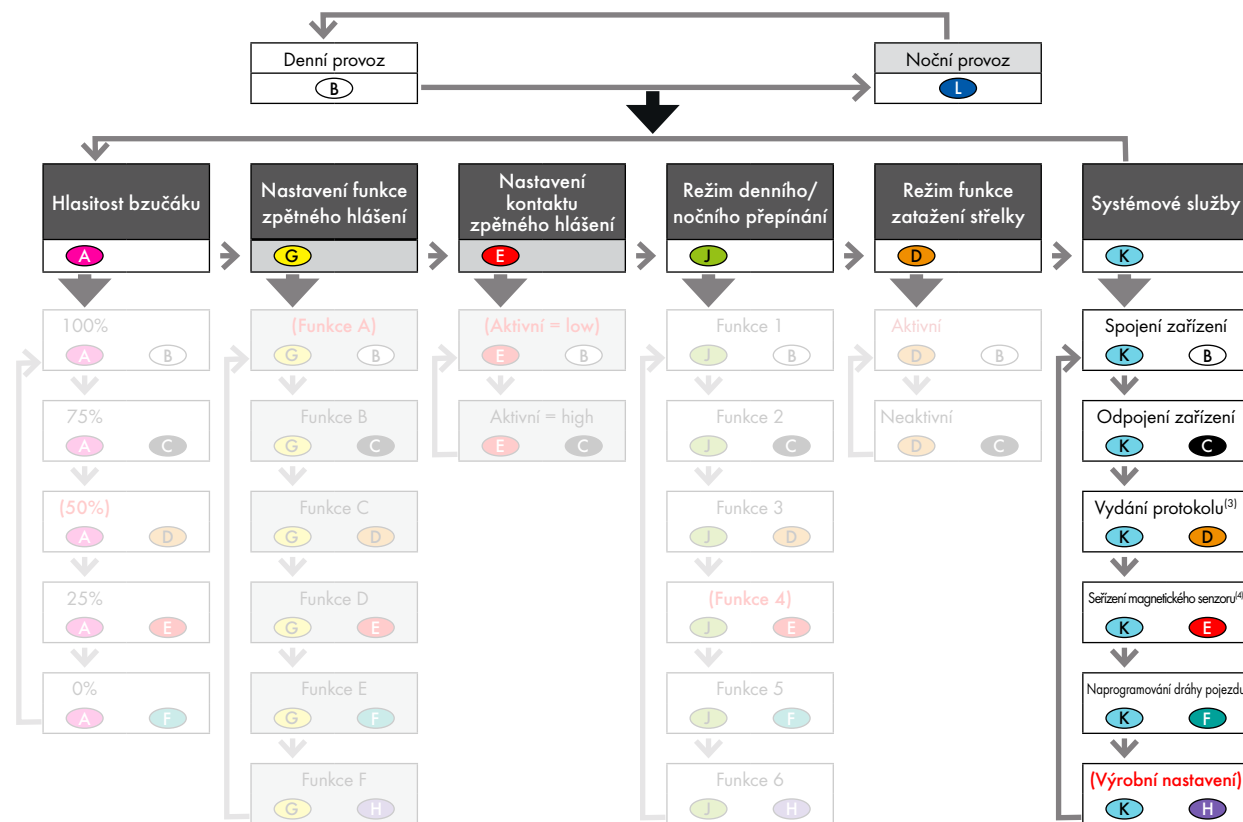 Denní provoz
B
Noční provoz
L
Hlasitost bzučáku
A
Nastavení funkce
zpětného hlášení
G
Nastavení
kontaktu
zpětného hlášení
E
Režim denního/
nočního přepínání
J
Režim funkce
zatažení střelky
D
Systémové služby
K
100%
A B
75%
A C
(50%)
A D
25%
A E
0%
A F
(Funkce A)
G B
Funkce B
G C
Funkce C
G D
Funkce D
G E
Funkce E
G F
Funkce F
G H
(Aktivní = low)
E B
Aktivní = high
E C
Funkce 1
J B
Funkce 2
J C
Funkce 3
J D
(Funkce 4)
J E
Funkce 5
J F
Funkce 6
J H
Aktivní
D B
Neaktivní
D C
Spojení zařízení
K B
Odpojení zařízení
K C
Vydání protokolu(3)
K D
Seřízení magnetického senzoru(4)
K E
Naprogramování dráhy pojezdu
K F
(Výrobní nastavení)
K H